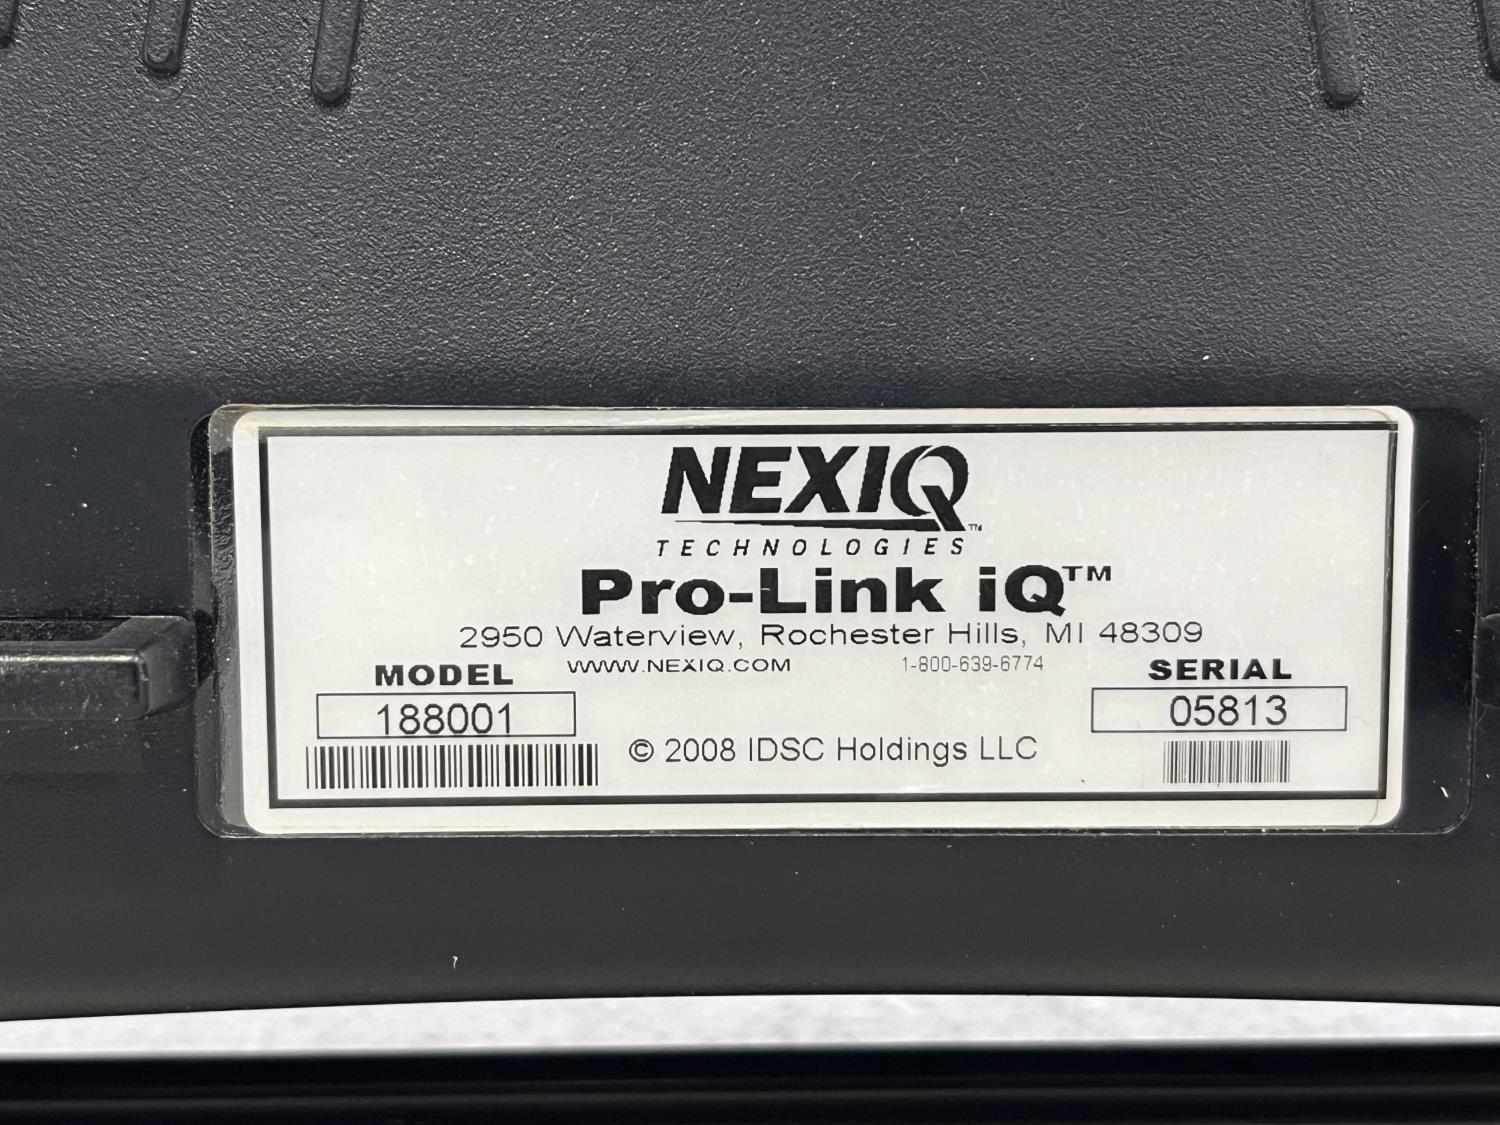 NEXIQ™
TECHNOLOGIES
Pro-Link iQ™
2950 Waterview, Rochester Hills, MI 48309
MODEL WWW.NEXIQ.COM 1-800-639-6774 SERIAL
188001 05813
© 2008 IDSC Holdings LLC